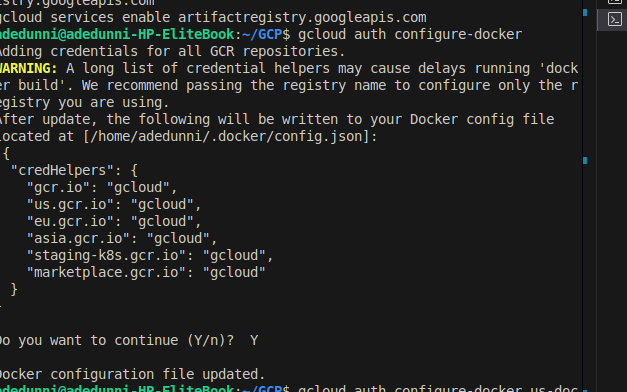 istry.googleapis.com
gcloud services enable artifactregistry.googleapis.com
adedunni@adedunni-HP-EliteBook:~/GCP$ gcloud auth configure-docker
Adding credentials for all GCR repositories.
WARNING: A long list of credential helpers may cause delays running 'dock
er build'. We recommend passing the registry name to configure only the r
egistry you are using.
After update, the following will be written to your Docker config file
located at [/home/adedunni/.docker/config.json]:
{
"credHelpers": {
"gcr.io": "gcloud",
"us.gcr.io": "gcloud",
"eu.gcr.io": "gcloud",
"asia.gcr.io": "gcloud",
"staging-k8s.gcr.io": "gcloud",
"marketplace.gcr.io": "gcloud"
}
}
Do you want to continue (Y/n)?  Y
Docker configuration file updated.
adedunni@adedunni-HP-EliteBook:~/GCP$ gcloud auth configure-docker us-doc